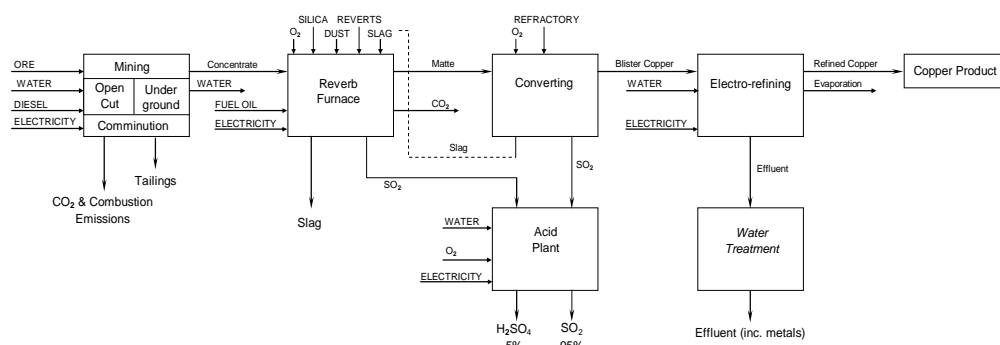 SILICA REVERTS
O2 DUST SLAG
REFRACTORY
O2
ORE
WATER
DIESEL
ELECTRICITY
Mining
Open Cut
Under ground
Comminution
Concentrate
WATER
FUEL OIL
ELECTRICITY
Reverb
Furnace
Matte
CO2
Slag
Converting
Blister Copper
WATER
ELECTRICITY
Electro-refining
Refined Copper
Evaporation
Copper Product
CO2 & Combustion
Emissions
Tailings
Slag
SO2
SO2
Effluent
WATER
O2
ELECTRICITY
Acid
Plant
Water
Treatment
H2SO4
5%
SO2
95%
Effluent (inc. metals)